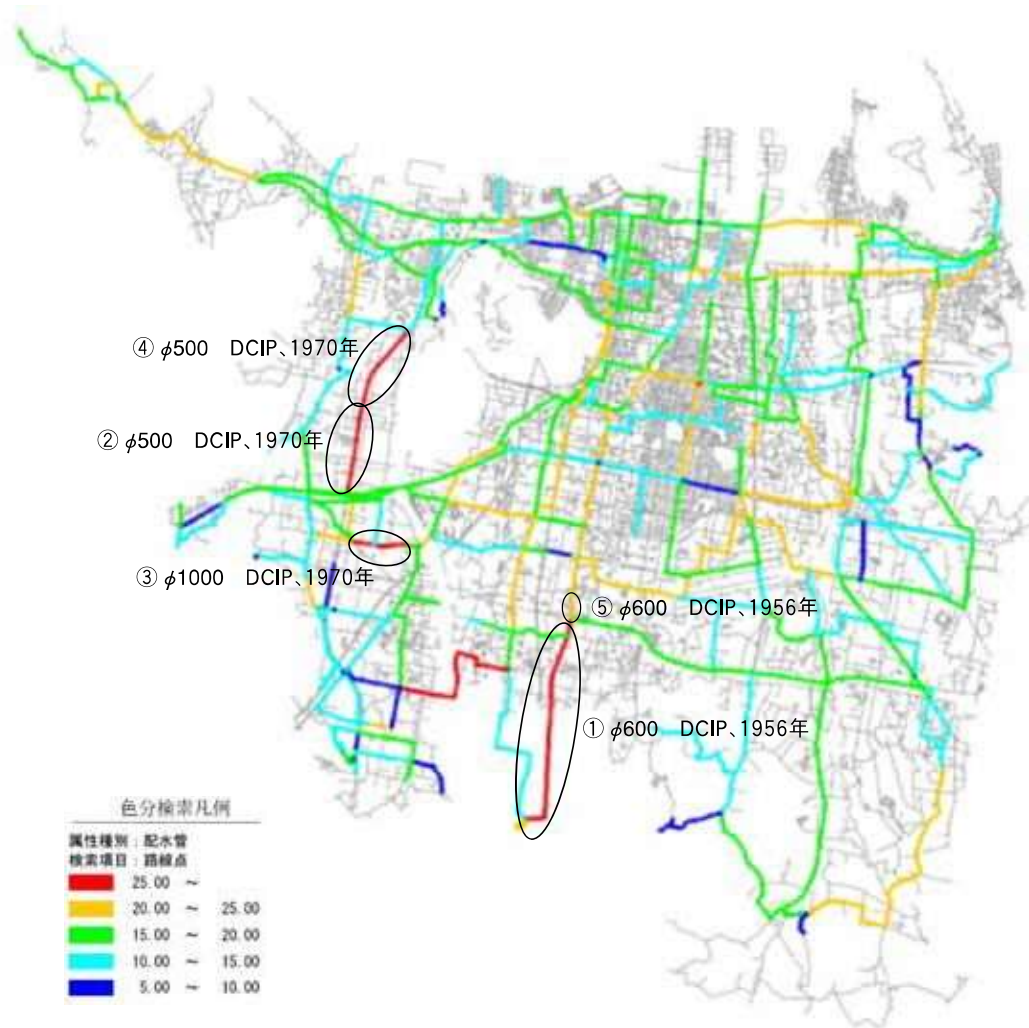 ④ φ500 DCIP、1970年
② φ500 DCIP、1970年
③ φ1000 DCIP、1970年
⑤ φ600 DCIP、1956年
① φ600 DCIP、1956年
色分検索凡例
属性種別：配水管
検索項目：路線点
25.00 ～
20.00 ～ 25.00
15.00 ～ 20.00
10.00 ～ 15.00
5.00 ～ 10.00